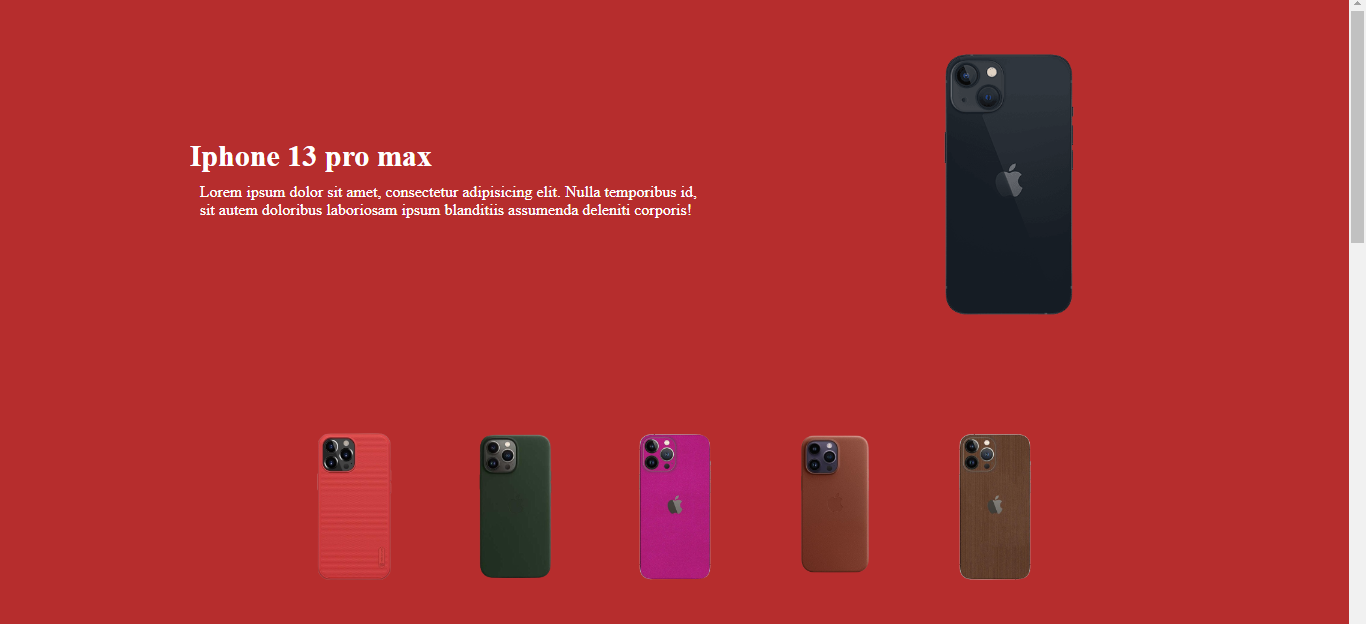 Iphone 13 pro max
Lorem ipsum dolor sit amet, consectetur adipisicing elit. Nulla temporibus id,
sit autem doloribus laboriosam ipsum blanditiis assumenda deleniti corporis!